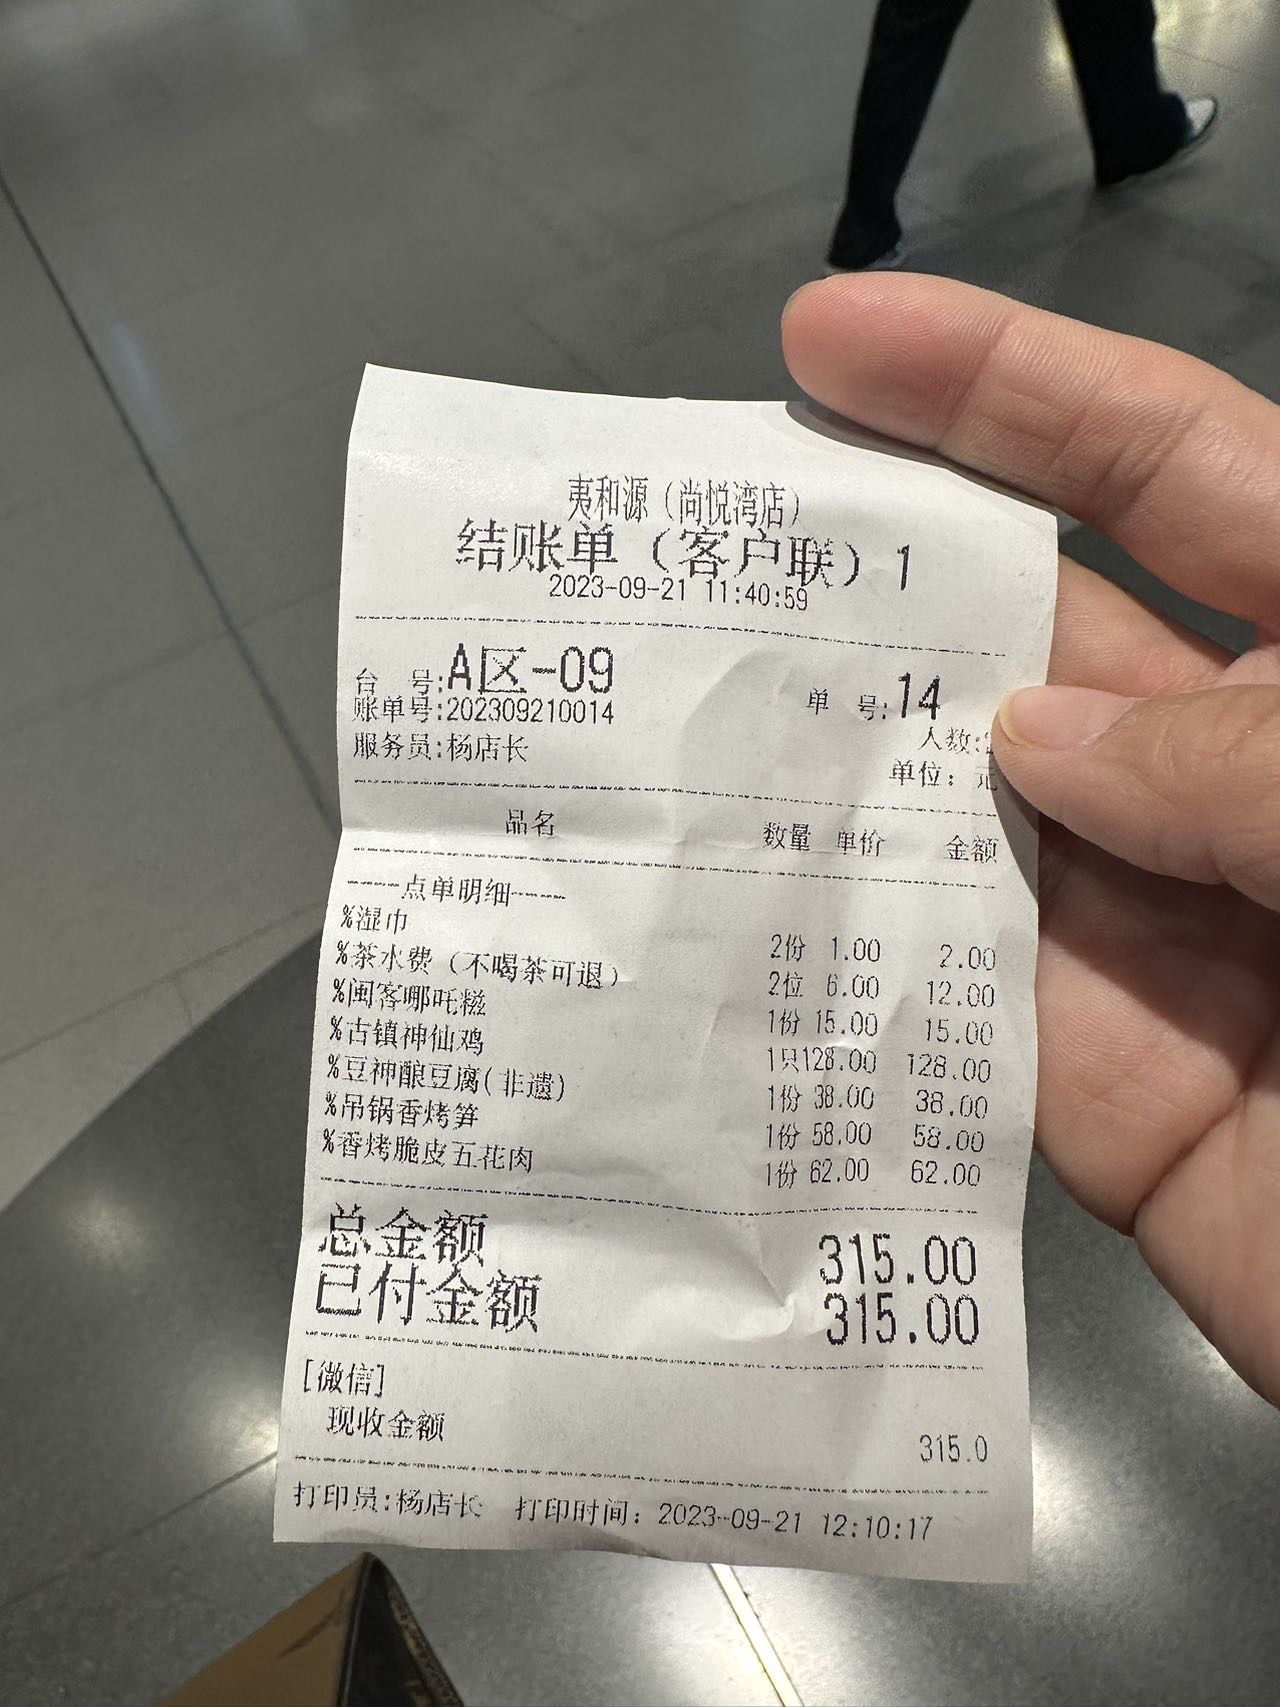 夷和源（尚悦湾店）
结账单（客户联）1
2023-09-21 11:40:59
台 号:A区-09 单 号:14
账单号:202309210014
人数:
服务员:杨店长
单位：元
品名 数量 单价 金额
----点单明细----
%湿巾 2份 1.00 2.00
%茶水费（不喝茶可退） 2位 6.00 12.00
%闽客哪吒糍 1份 15.00 15.00
%古镇神仙鸡 1只128.00 128.00
%豆神酿豆腐(非遗) 1份 38.00 38.00
%吊锅香烤笋 1份 58.00 58.00
%香烤脆皮五花肉 1份 62.00 62.00
总金额 315.00
已付金额 315.00
[微信]
现收金额 315.0
打印员:杨店长 打印时间：2023-09-21 12:10:17